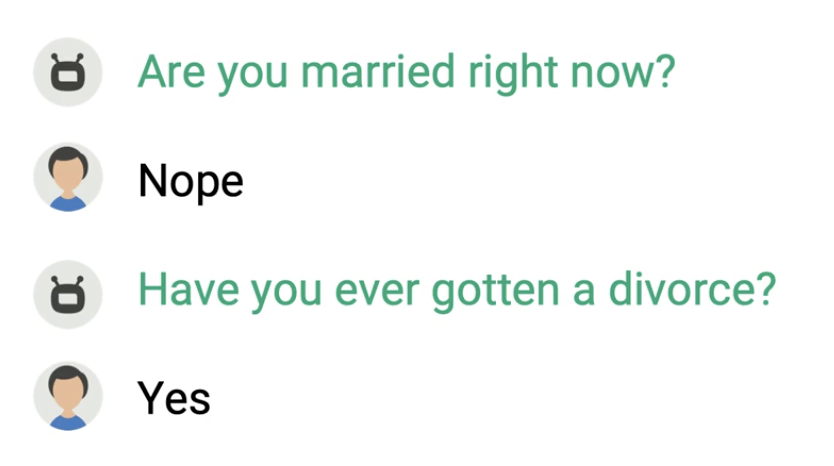 Are you married right now?
Nope
Have you ever gotten a divorce?
Yes